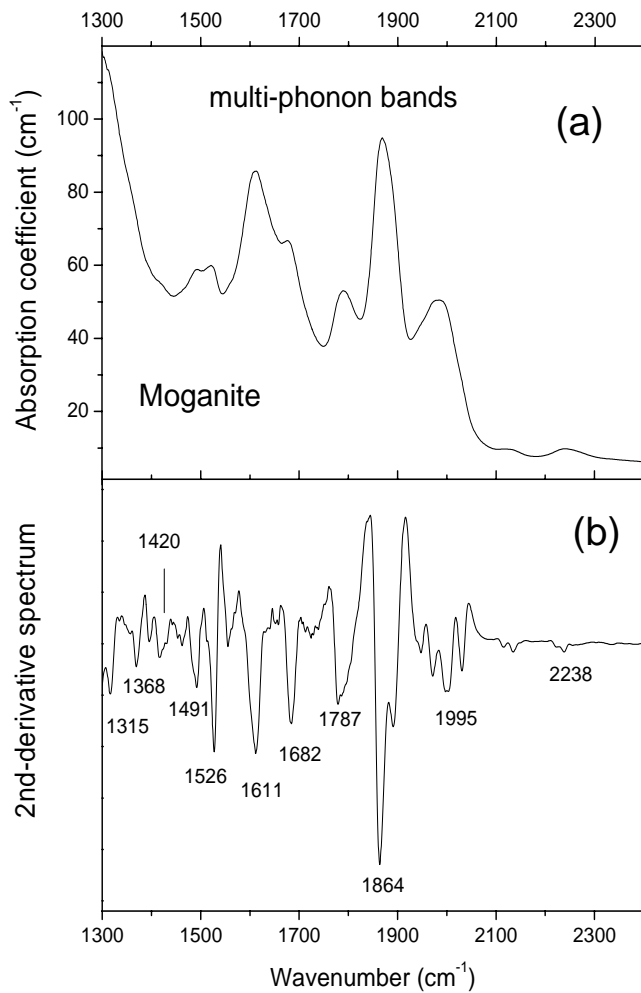 1300 1500 1700 1900 2100 2300
multi-phonon bands
(a)
100
80
60
40
20
Absorption coefficient (cm⁻¹)
Moganite
(b)
2nd-derivative spectrum
1420
1368
1315
1491
1526
1611
1682
1787
1864
1995
2238
1300 1500 1700 1900 2100 2300
Wavenumber (cm⁻¹)